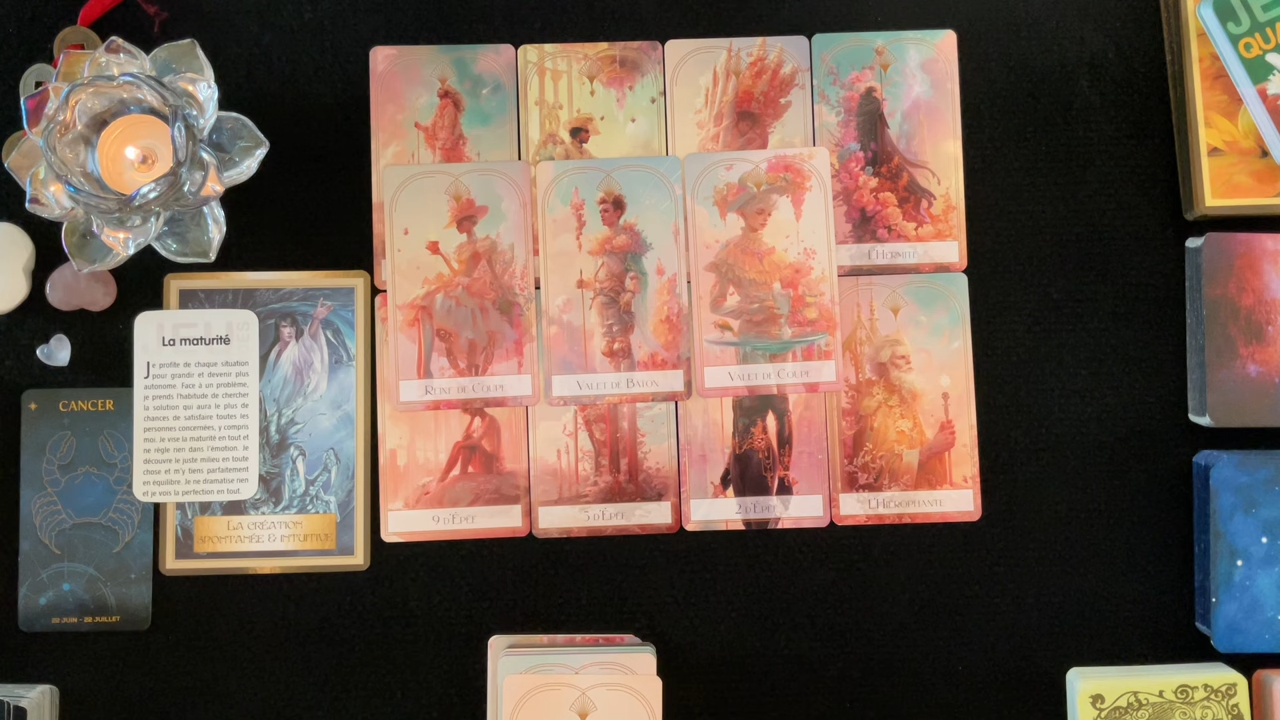 JE
QUA
L'Hermite
La maturité
Je profite de chaque situation
pour grandir et devenir plus
autonome. Face à un problème,
je prends l'habitude de chercher
la solution qui aura le plus de
chances de satisfaire toutes les
personnes concernées, y compris
moi. Je vise la maturité en tout et
ne règle rien dans l'émotion. Je
découvre le juste milieu en toute
chose et m'y tiens parfaitement
en équilibre. Je ne dramatise rien
et je vois la perfection en tout.
Reine de Coupe
Valet de Bâton
Valet de Coupe
CANCER
9 d'Épée
5 d'Épée
2 d'Épée
L'Hiérophante
La création
spontanée & intuitive
22 JUIN - 22 JUILLET